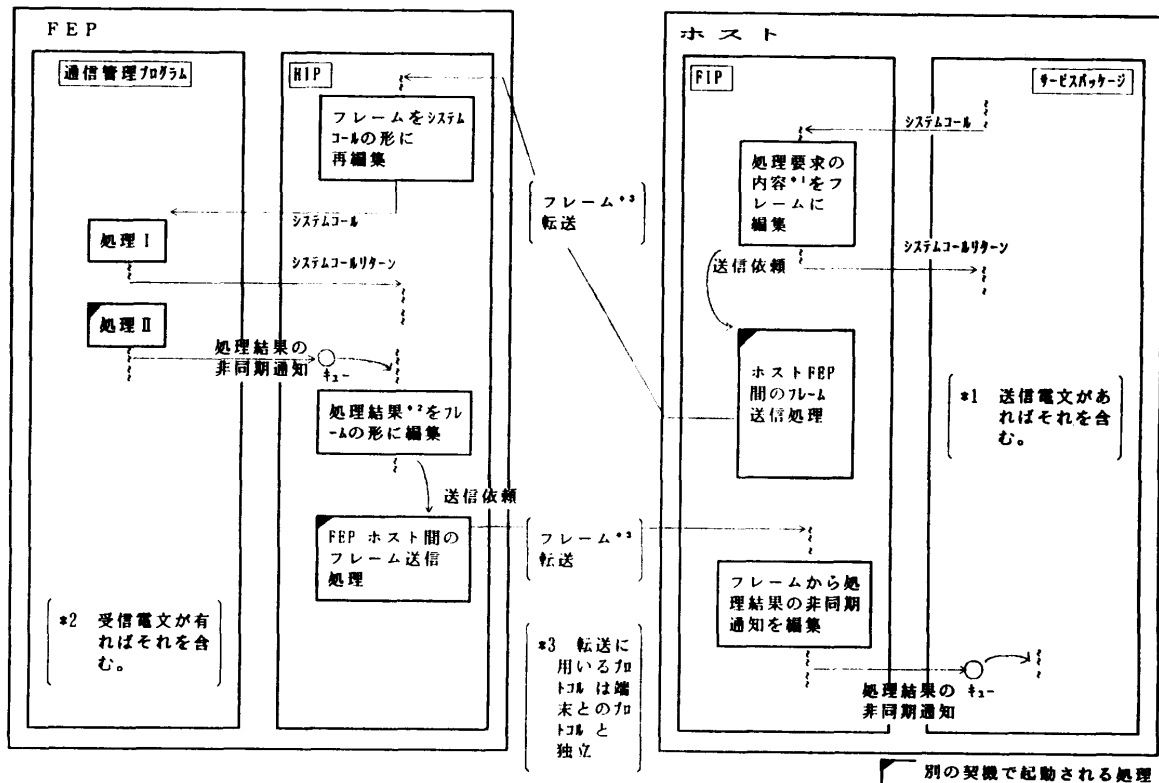 FEP
通信管理プログラム
HIP
フレームをシステム
コールの形に
再編集
システムコール
処理Ⅰ
システムコールリターン
処理Ⅱ
処理結果の
非同期通知
キュー
処理結果*2をフレ
ームの形に編集
送信依頼
FEP ホスト間の
フレーム送信
処理
*2 受信電文が有
ればそれを含
む。
フレーム*3
転送
フレーム*3
転送
*3 転送に
用いるプロ
トコルは端
末とのプロ
トコルと
独立
ホスト
FIP
サービスパッケージ
システムコール
処理要求の
内容*1をフ
レームに
編集
システムコールリターン
送信依頼
ホストFEP
間のフレーム
送信処理
*1 送信電文があ
ればそれを含
む。
フレームから処
理結果の非同期
通知を編集
処理結果の
非同期通知
キュー
別の契機で起動される処理